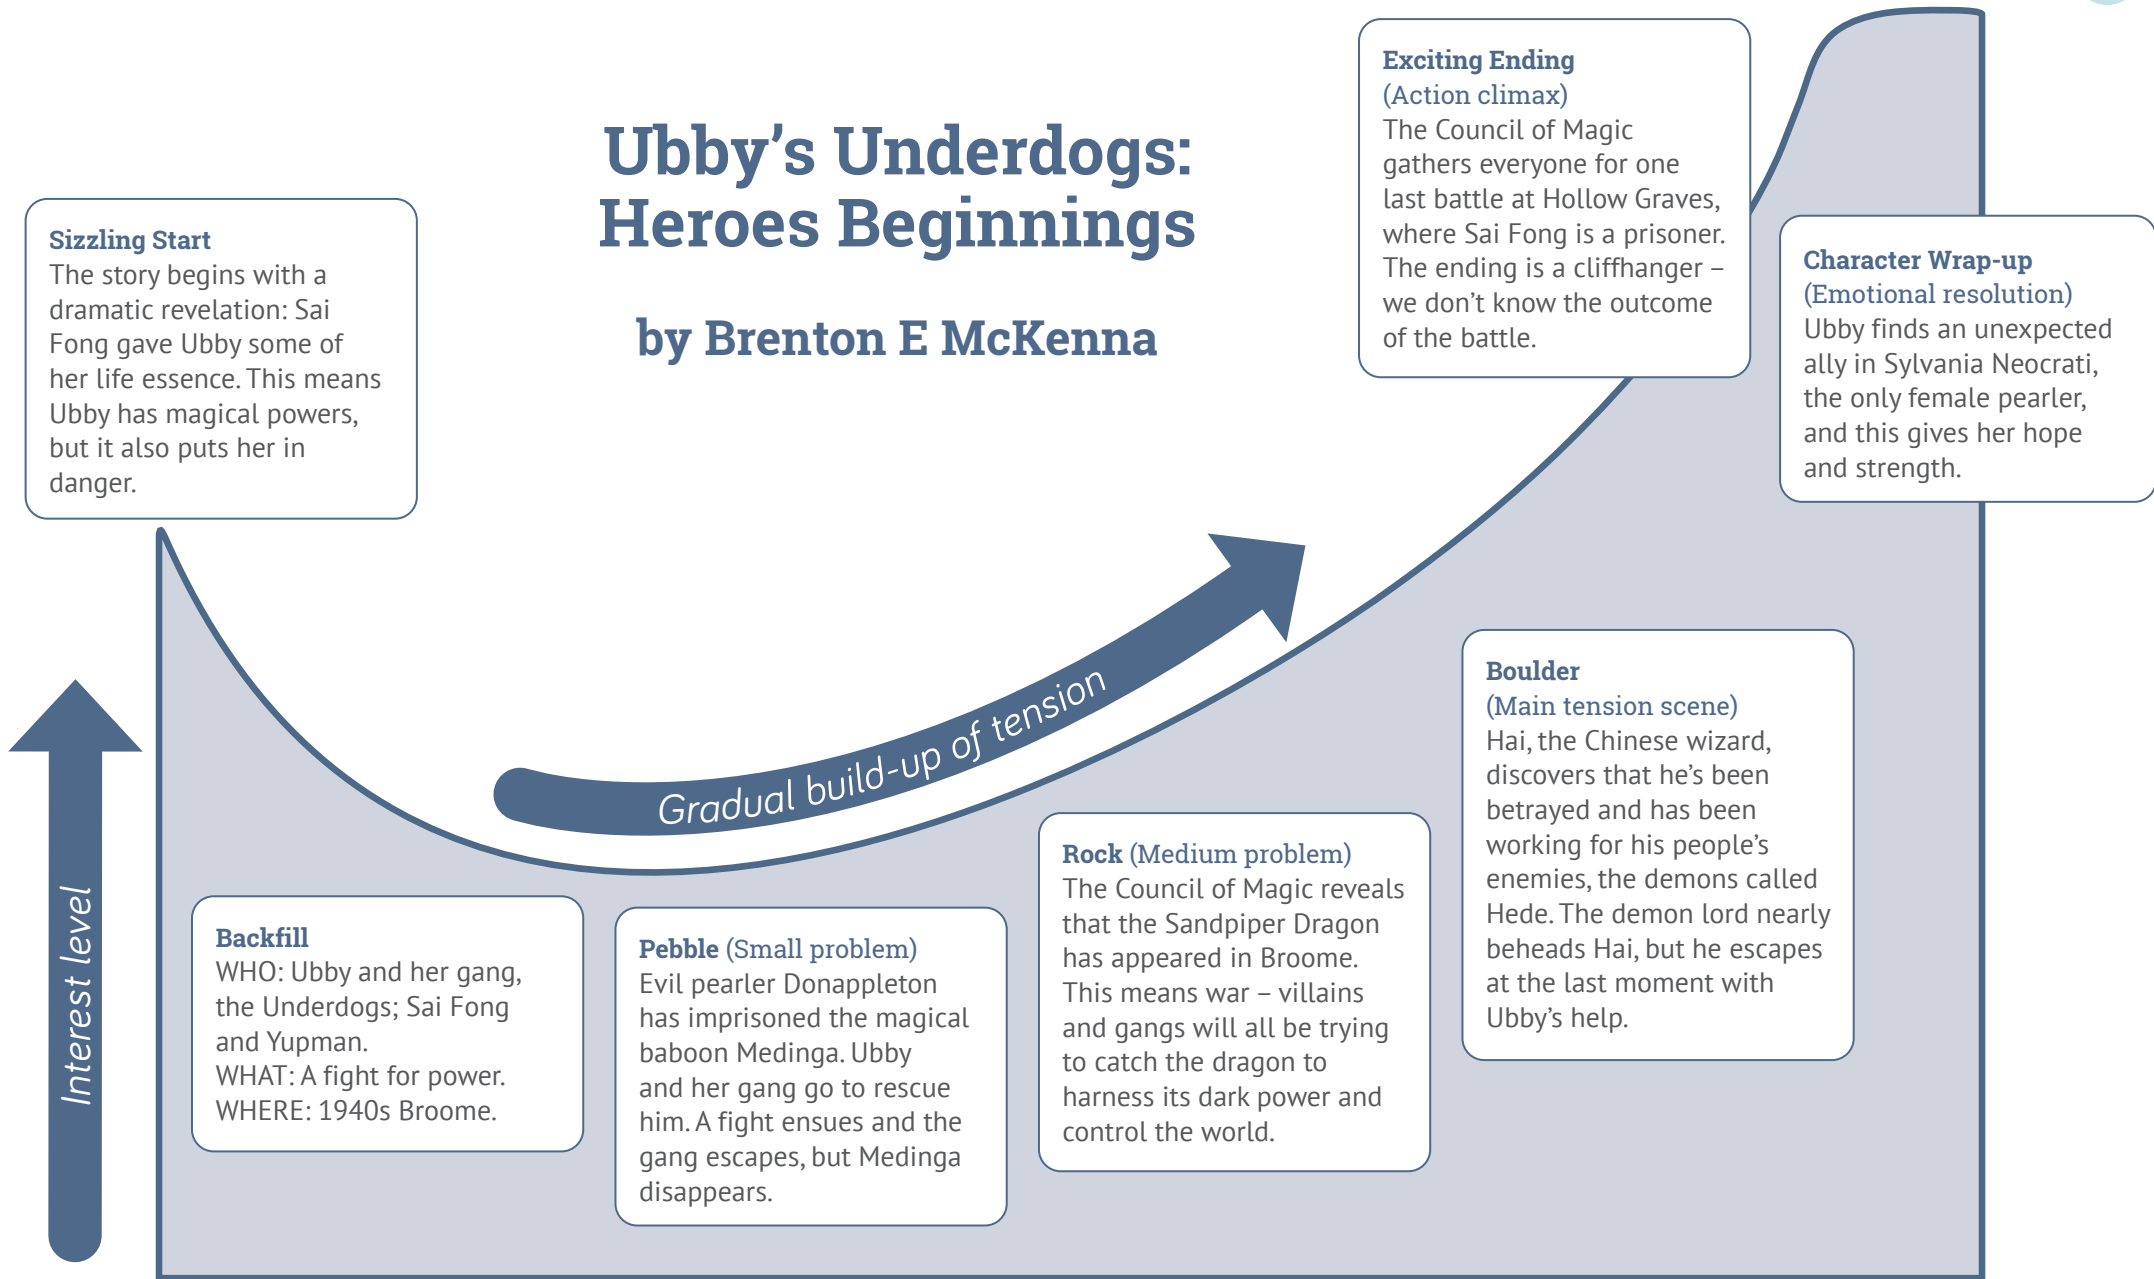 Ubby’s Underdogs:
Heroes Beginnings
by Brenton E McKenna
Sizzling Start
The story begins with a
dramatic revelation: Sai
Fong gave Ubby some of
her life essence. This means
Ubby has magical powers,
but it also puts her in
danger.
Backfill
WHO: Ubby and her gang,
the Underdogs; Sai Fong
and Yupman.
WHAT: A fight for power.
WHERE: 1940s Broome.
Pebble (Small problem)
Evil pearler Donappleton
has imprisoned the magical
baboon Medinga. Ubby
and her gang go to rescue
him. A fight ensues and the
gang escapes, but Medinga
disappears.
Rock (Medium problem)
The Council of Magic reveals
that the Sandpiper Dragon
has appeared in Broome.
This means war – villains
and gangs will all be trying
to catch the dragon to
harness its dark power and
control the world.
Boulder
(Main tension scene)
Hai, the Chinese wizard,
discovers that he’s been
betrayed and has been
working for his people’s
enemies, the demons called
Hede. The demon lord nearly
beheads Hai, but he escapes
at the last moment with
Ubby’s help.
Exciting Ending
(Action climax)
The Council of Magic
gathers everyone for one
last battle at Hollow Graves,
where Sai Fong is a prisoner.
The ending is a cliffhanger –
we don’t know the outcome
of the battle.
Character Wrap-up
(Emotional resolution)
Ubby finds an unexpected
ally in Sylvania Neocrati,
the only female pearler,
and this gives her hope
and strength.
Interest level
Gradual build-up of tension